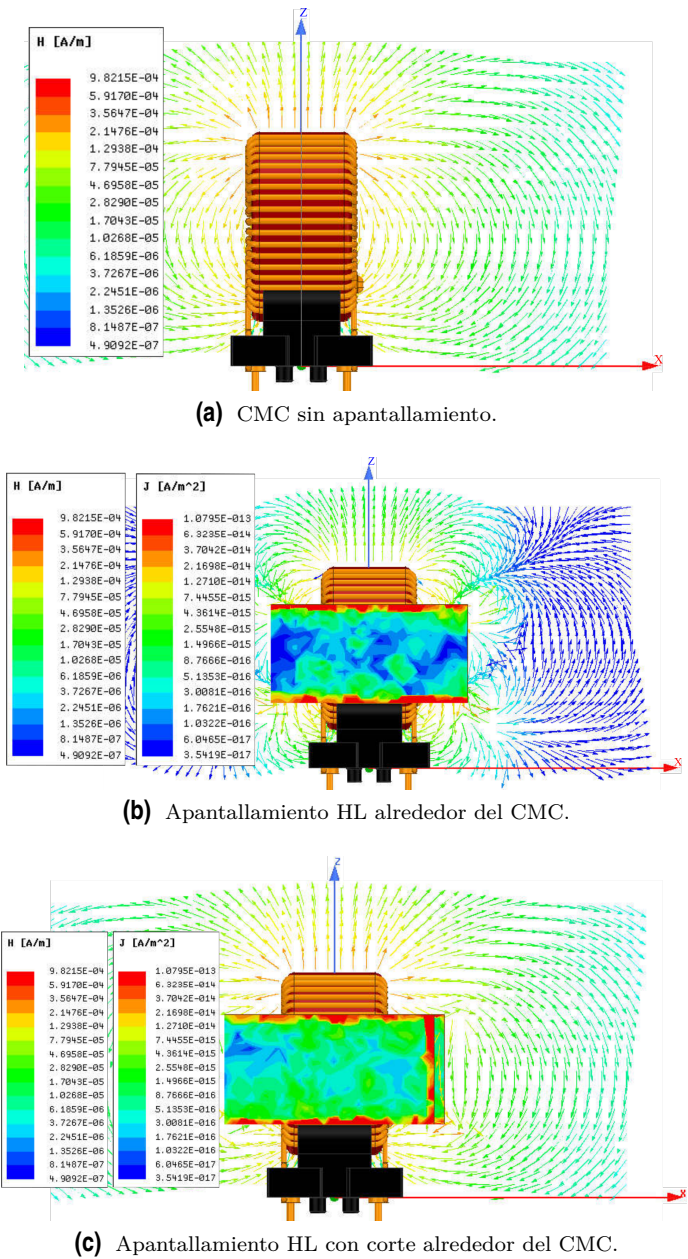 Z
H [A/m]
9.8215E-04
5.9170E-04
3.5647E-04
2.1476E-04
1.2938E-04
7.7945E-05
4.6958E-05
2.8290E-05
1.7043E-05
1.0268E-05
6.1859E-06
3.7267E-06
2.2451E-06
1.3526E-06
8.1487E-07
4.9092E-07
X
(a) CMC sin apantallamiento.
Z
H [A/m]
9.8215E-04
5.9170E-04
3.5647E-04
2.1476E-04
1.2938E-04
7.7945E-05
4.6958E-05
2.8290E-05
1.7043E-05
1.0268E-05
6.1859E-06
3.7267E-06
2.2451E-06
1.3526E-06
8.1487E-07
4.9092E-07
J [A/m^2]
1.0795E-013
6.3235E-014
3.7042E-014
2.1698E-014
1.2710E-014
7.4455E-015
4.3614E-015
2.5548E-015
1.4966E-015
8.7666E-016
5.1353E-016
3.0081E-016
1.7621E-016
1.0322E-016
6.0465E-017
3.5419E-017
X
(b) Apantallamiento HL alrededor del CMC.
Z
H [A/m]
9.8215E-04
5.9170E-04
3.5647E-04
2.1476E-04
1.2938E-04
7.7945E-05
4.6958E-05
2.8290E-05
1.7043E-05
1.0268E-05
6.1859E-06
3.7267E-06
2.2451E-06
1.3526E-06
8.1487E-07
4.9092E-07
J [A/m^2]
1.0795E-013
6.3235E-014
3.7042E-014
2.1698E-014
1.2710E-014
7.4455E-015
4.3614E-015
2.5548E-015
1.4966E-015
8.7666E-016
5.1353E-016
3.0081E-016
1.7621E-016
1.0322E-016
6.0465E-017
3.5419E-017
X
(c) Apantallamiento HL con corte alrededor del CMC.